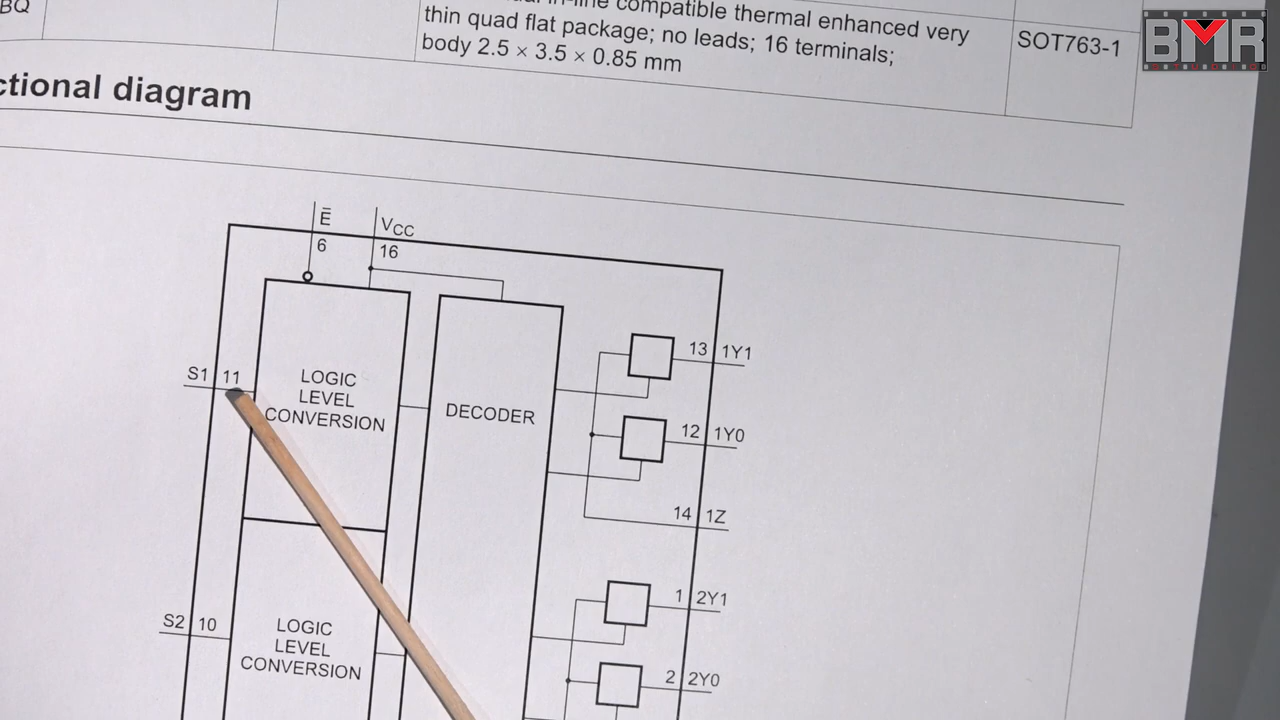 BQ
in-line compatible thermal enhanced very
thin quad flat package; no leads; 16 terminals;
body 2.5 × 3.5 × 0.85 mm
SOT763-1
BMR
ctional diagram
Ē
VCC
6
16
S1 11
LOGIC
LEVEL
CONVERSION
DECODER
13 1Y1
12 1Y0
14 1Z
1 2Y1
2 2Y0
S2 10
LOGIC
LEVEL
CONVERSION